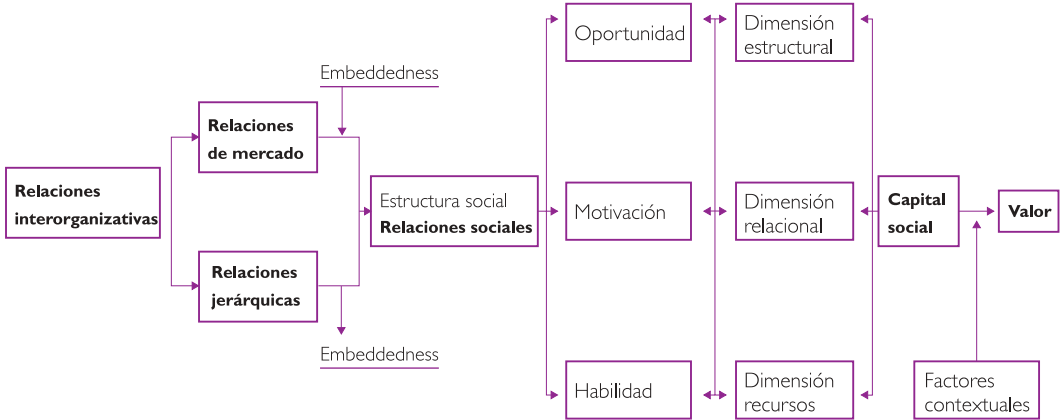 Relaciones
interorganizativas
Relaciones
de mercado
Relaciones
jerárquicas
Embeddedness
Embeddedness
Estructura social
Relaciones sociales
Oportunidad
Motivación
Habilidad
Dimensión
estructural
Dimensión
relacional
Dimensión
recursos
Capital
social
Valor
Factores
contextuales